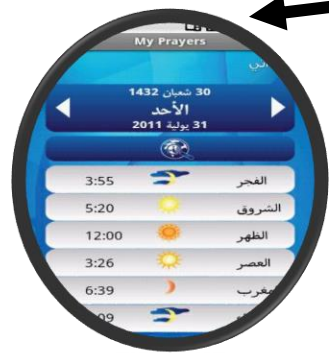 My Prayers
30 شعبان 1432
الأحد
31 يولية 2011
الفجر 3:55
الشروق 5:20
الظهر 12:00
العصر 3:26
6:39